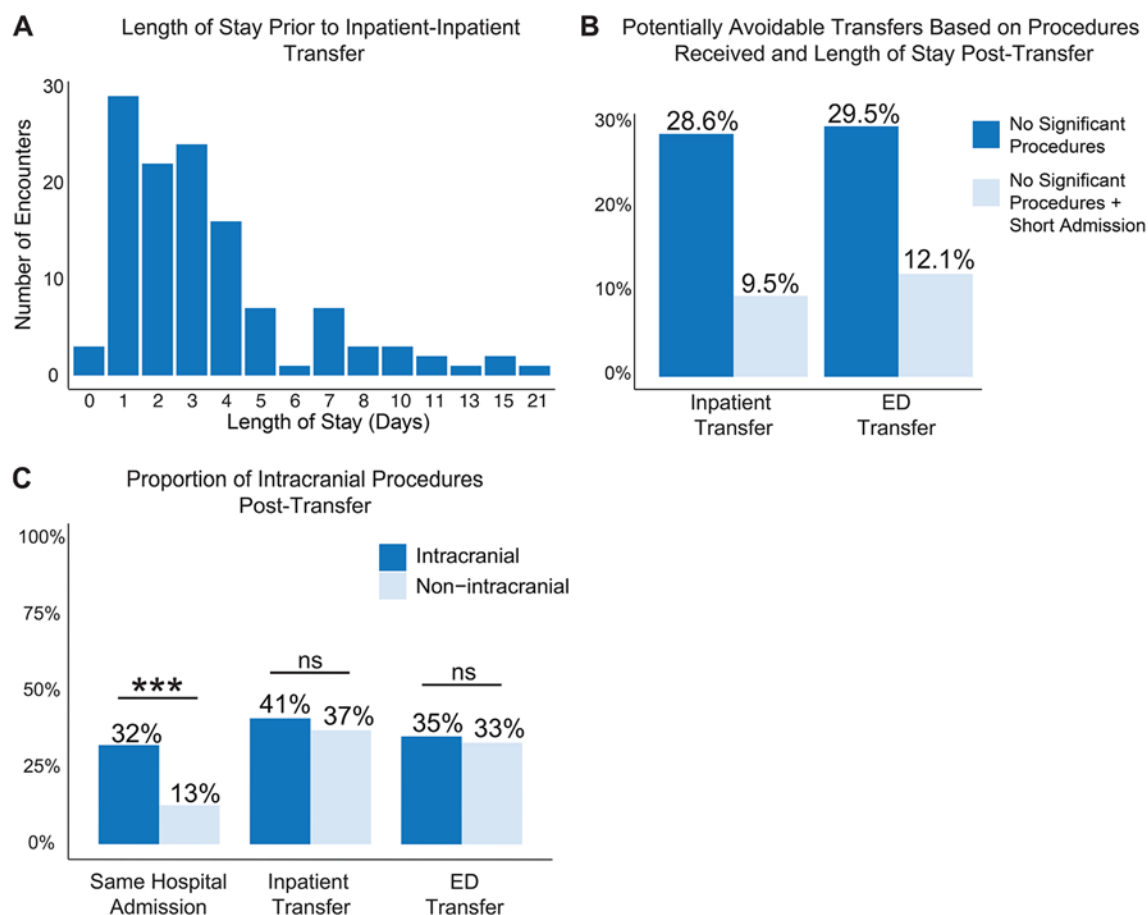 A
Length of Stay Prior to Inpatient-Inpatient
Transfer
Number of Encounters
30
20
10
0
0 1 2 3 4 5 6 7 8 10 11 13 15 21
Length of Stay (Days)
B
Potentially Avoidable Transfers Based on Procedures
Received and Length of Stay Post-Transfer
30%
20%
10%
0%
28.6%
9.5%
29.5%
12.1%
No Significant
Procedures
No Significant
Procedures +
Short Admission
Inpatient
Transfer
ED
Transfer
C
Proportion of Intracranial Procedures
Post-Transfer
100%
75%
50%
25%
0%
Intracranial
Non−intracranial
***
32%
13%
ns
41%
37%
ns
35%
33%
Same Hospital
Admission
Inpatient
Transfer
ED
Transfer